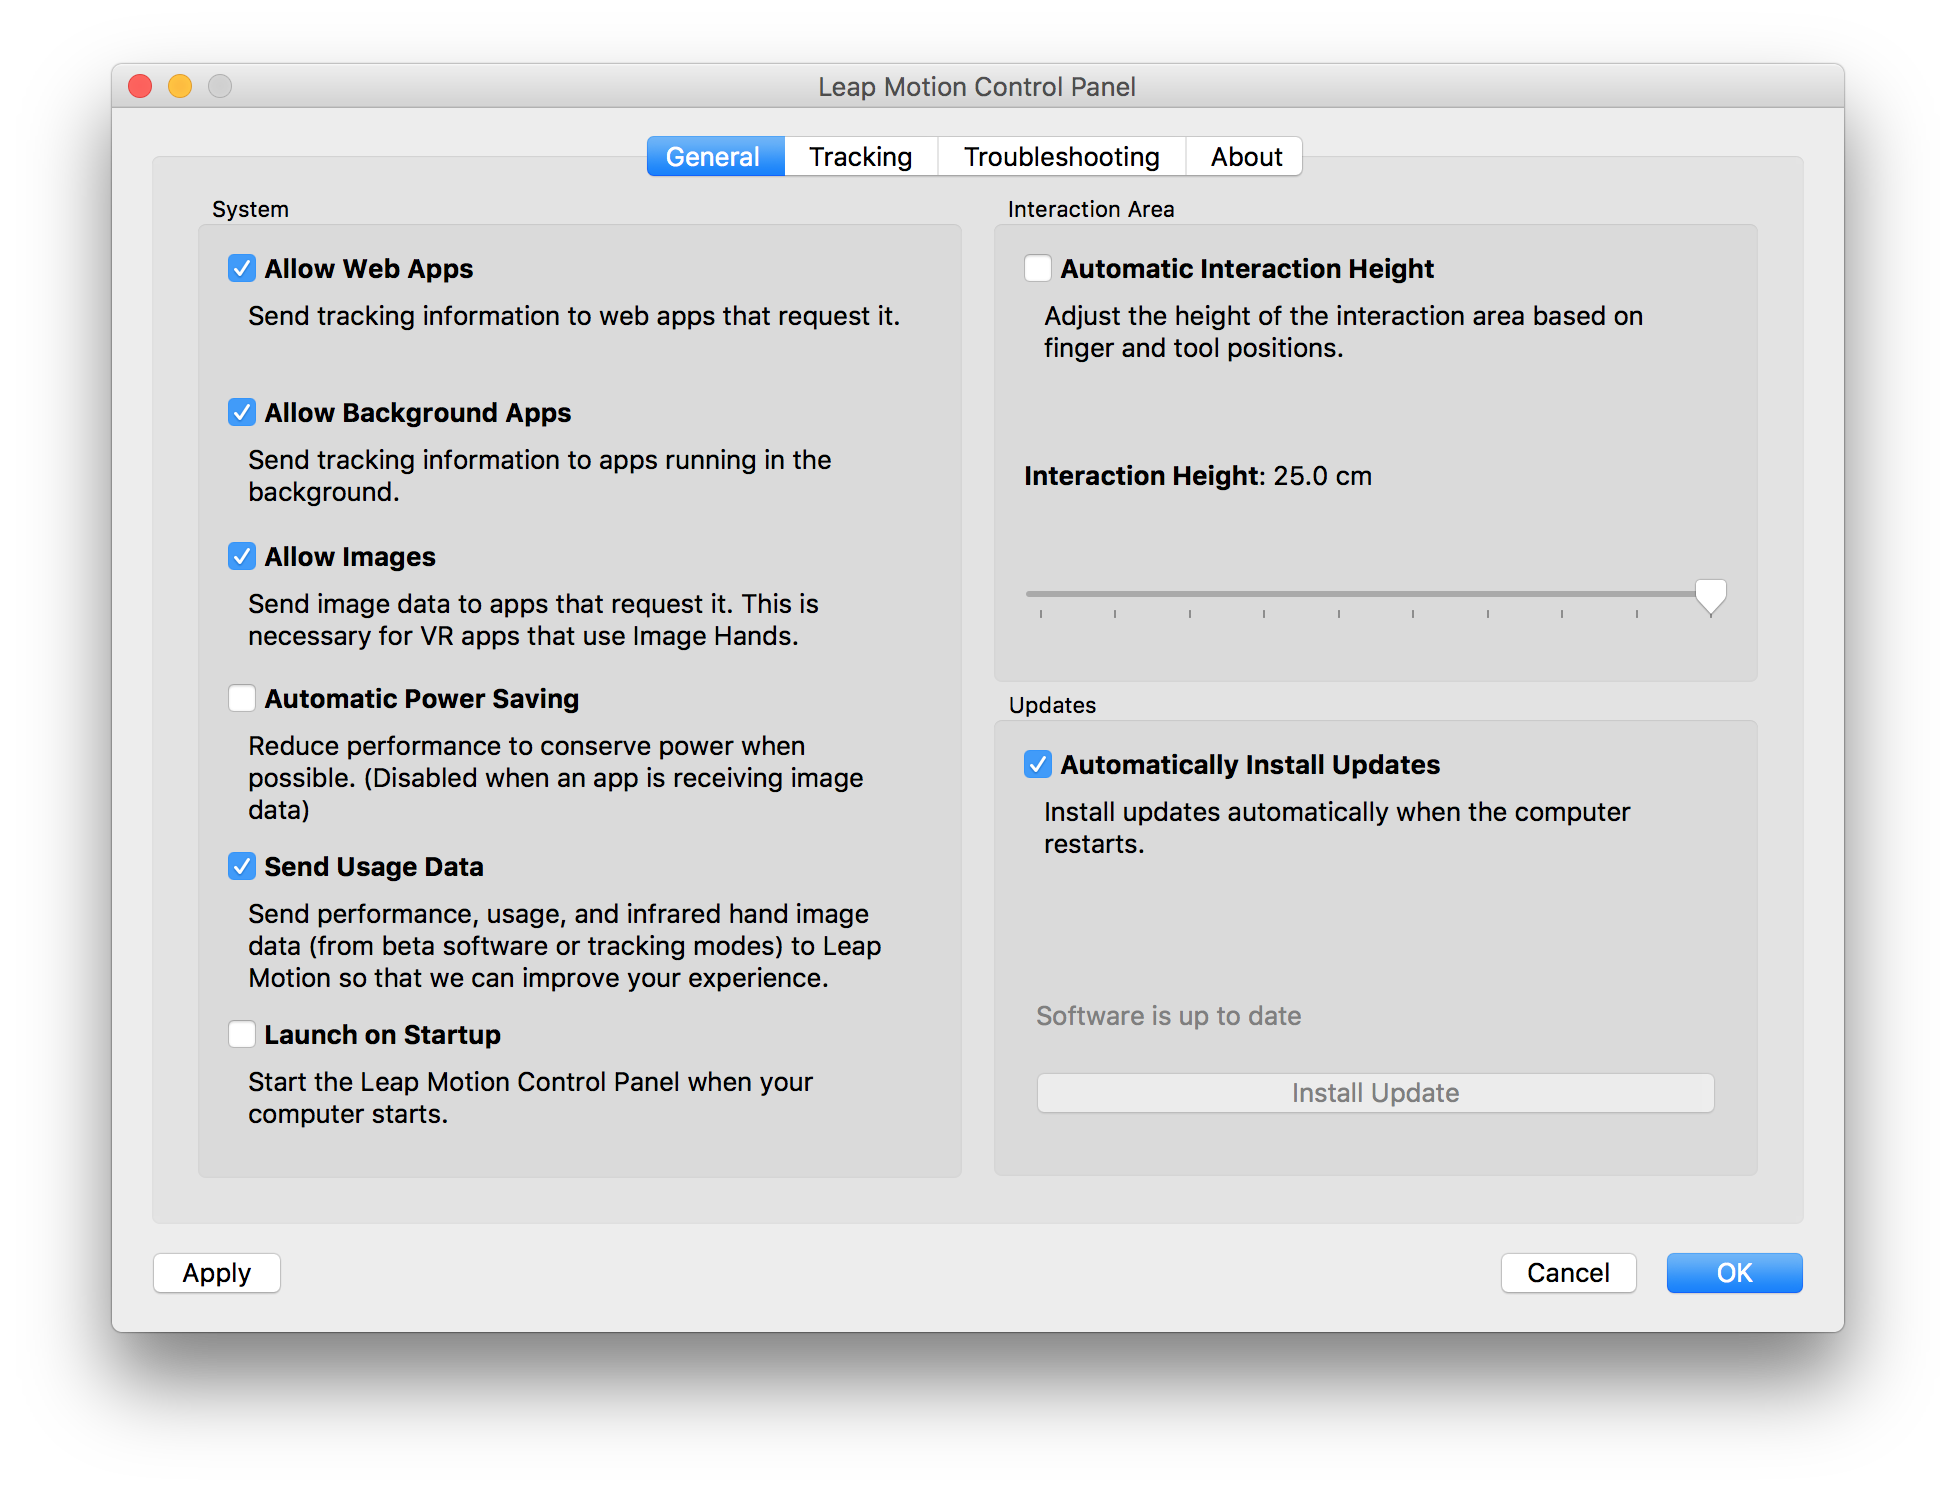 Leap Motion Control Panel
General
Tracking
Troubleshooting
About
System
Allow Web Apps
Send tracking information to web apps that request it.
Allow Background Apps
Send tracking information to apps running in the
background.
Allow Images
Send image data to apps that request it. This is
necessary for VR apps that use Image Hands.
Automatic Power Saving
Reduce performance to conserve power when
possible. (Disabled when an app is receiving image
data)
Send Usage Data
Send performance, usage, and infrared hand image
data (from beta software or tracking modes) to Leap
Motion so that we can improve your experience.
Launch on Startup
Start the Leap Motion Control Panel when your
computer starts.
Interaction Area
Automatic Interaction Height
Adjust the height of the interaction area based on
finger and tool positions.
Interaction Height: 25.0 cm
Updates
Automatically Install Updates
Install updates automatically when the computer
restarts.
Software is up to date
Install Update
Apply
Cancel
OK